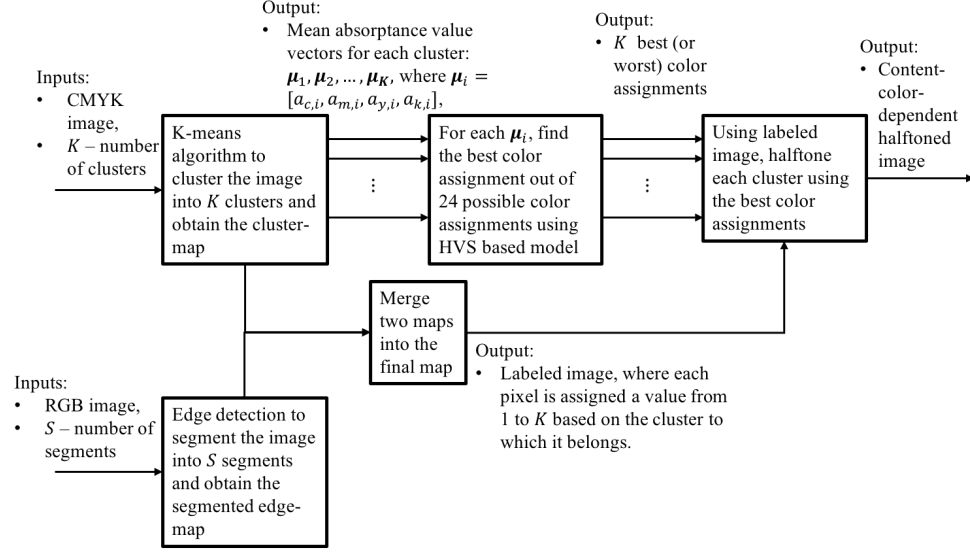 Inputs:
• CMYK
image,
• K – number
of clusters
Output:
• Mean absorptance value
vectors for each cluster:
𝝁₁, 𝝁₂, ..., 𝝁_𝑲, where 𝝁ᵢ =
[a_{c,i}, a_{m,i}, a_{y,i}, a_{k,i}],
Output:
• K best (or
worst) color
assignments
Output:
• Content-
color-
dependent
halftoned
image
K-means
algorithm to
cluster the image
into K clusters and
obtain the cluster-
map
⋮
For each 𝝁ᵢ, find
the best color
assignment out of
24 possible color
assignments using
HVS based model
⋮
Using labeled
image, halftone
each cluster using
the best color
assignments
Merge
two maps
into the
final map
Output:
• Labeled image, where each
pixel is assigned a value from
1 to K based on the cluster to
which it belongs.
Inputs:
• RGB image,
• S – number of
segments
Edge detection to
segment the image
into S segments
and obtain the
segmented edge-
map